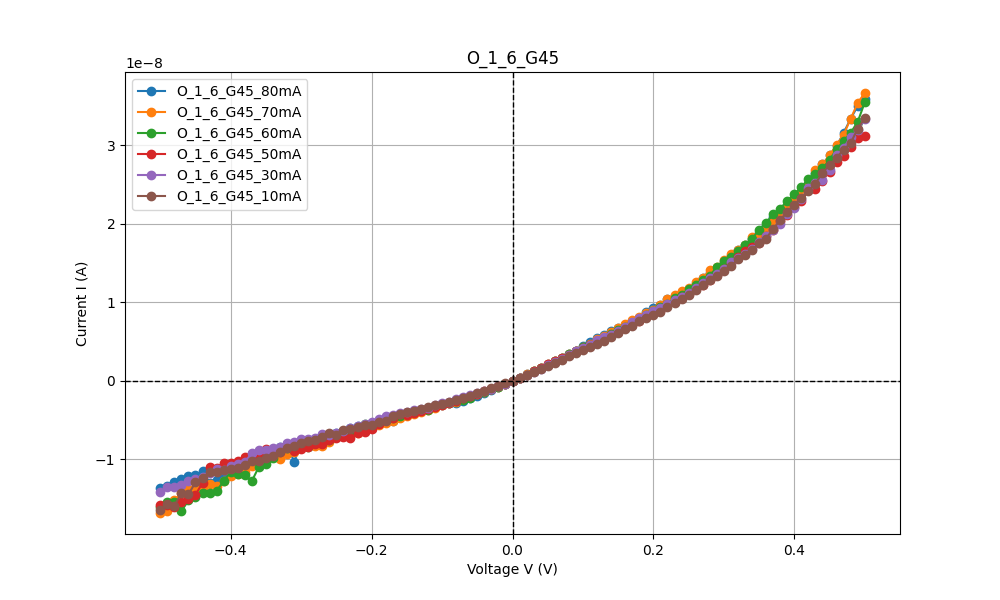 O_1_6_G45
1e−8
O_1_6_G45_80mA
O_1_6_G45_70mA
O_1_6_G45_60mA
O_1_6_G45_50mA
O_1_6_G45_30mA
O_1_6_G45_10mA
3
2
1
0
−1
Current I (A)
−0.4 −0.2 0.0 0.2 0.4
Voltage V (V)